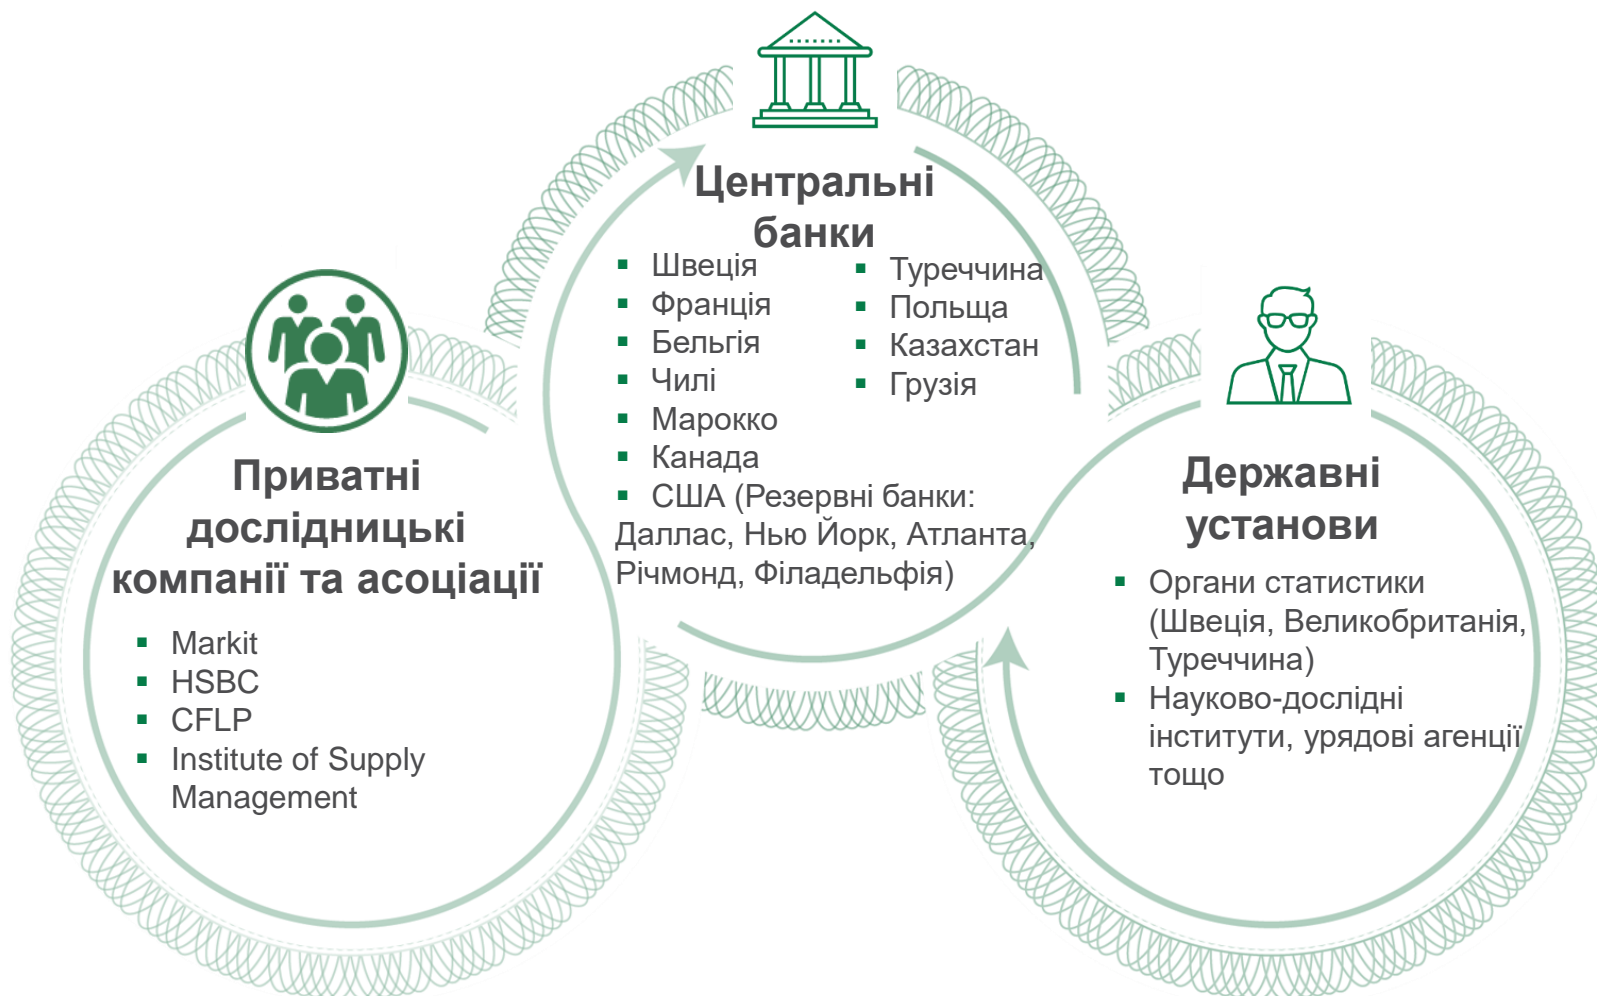 Центральні
банки
▪ Швеція
▪ Франція
▪ Бельгія
▪ Чилі
▪ Марокко
▪ Канада
▪ США (Резервні банки:
Даллас, Нью Йорк, Атланта,
Річмонд, Філадельфія)
▪ Туреччина
▪ Польща
▪ Казахстан
▪ Грузія
Приватні
дослідницькі
компанії та асоціації
▪ Markit
▪ HSBC
▪ CFLP
▪ Institute of Supply
Management
Державні
установи
▪ Органи статистики
(Швеція, Великобританія,
Туреччина)
▪ Науково-дослідні
інститути, урядові агенції
тощо